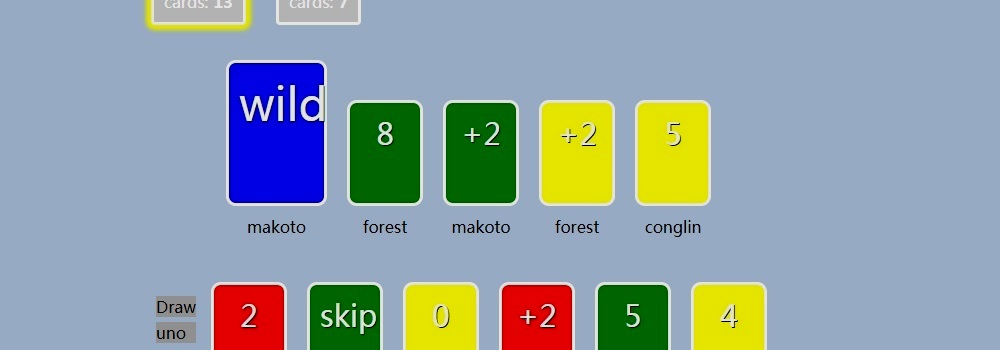 cards: 13 cards: 7
wild 8 +2 +2 5
makoto forest makoto forest conglin
Draw 2 skip 0 +2 5 4
uno